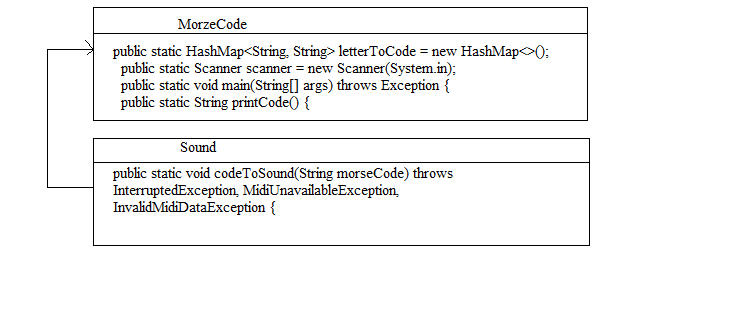 MorzeCode
public static HashMap<String, String> letterToCode = new HashMap<>();
public static Scanner scanner = new Scanner(System.in);
public static void main(String[] args) throws Exception {
public static String printCode() {
Sound
public static void codeToSound(String morseCode) throws
InterruptedException, MidiUnavailableException,
InvalidMidiDataException {